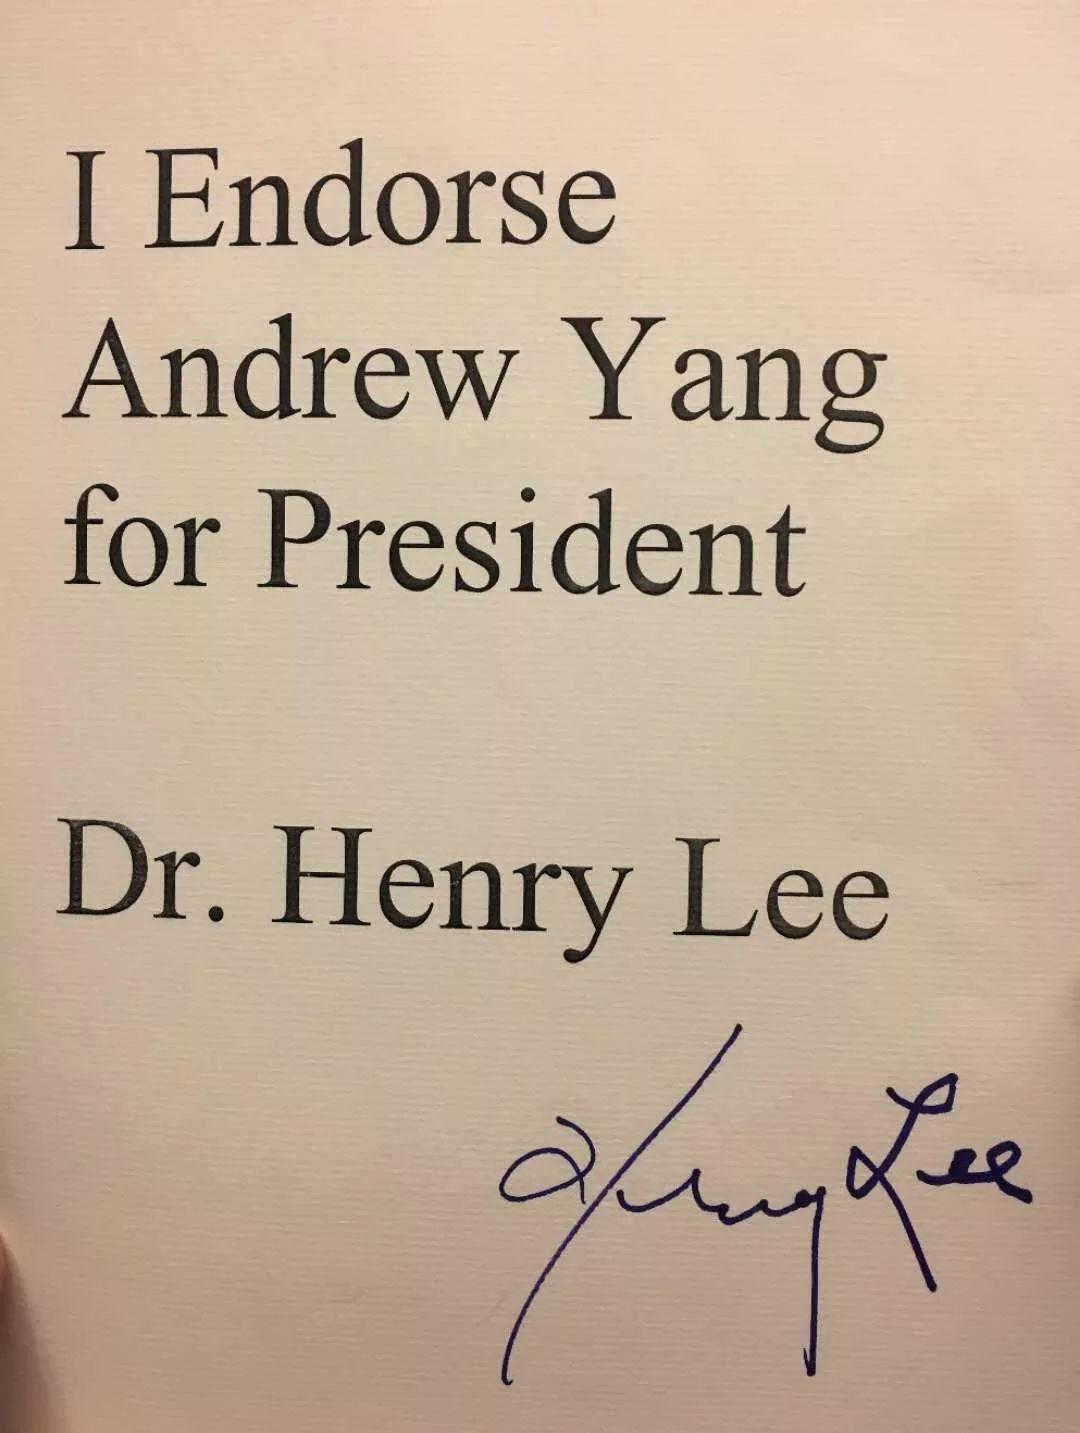 I Endorse
Andrew Yang
for President
Dr. Henry Lee
Henry Lee